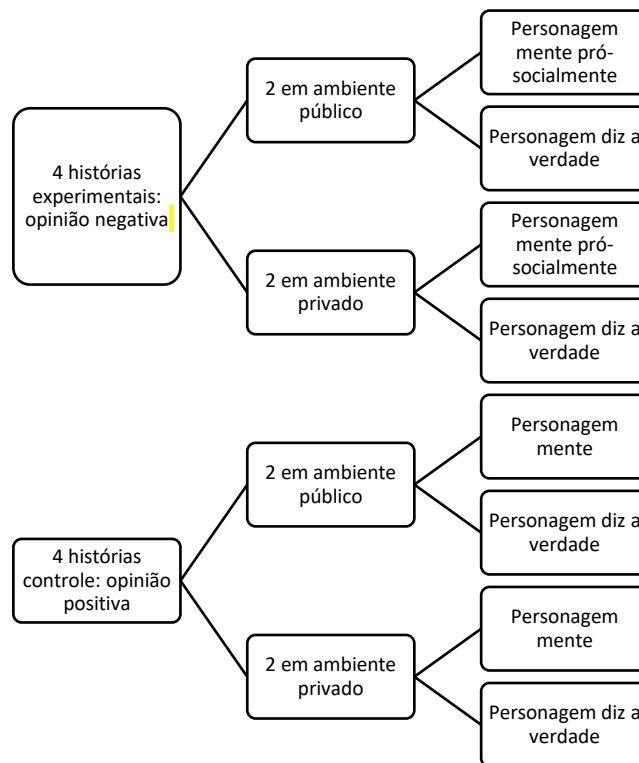 4 histórias
experimentais:
opinião negativa
2 em ambiente
público
Personagem
mente pró-
socialmente
Personagem diz a
verdade
2 em ambiente
privado
Personagem
mente pró-
socialmente
Personagem diz a
verdade
4 histórias
controle: opinião
positiva
2 em ambiente
público
Personagem
mente
Personagem diz a
verdade
2 em ambiente
privado
Personagem
mente
Personagem diz a
verdade